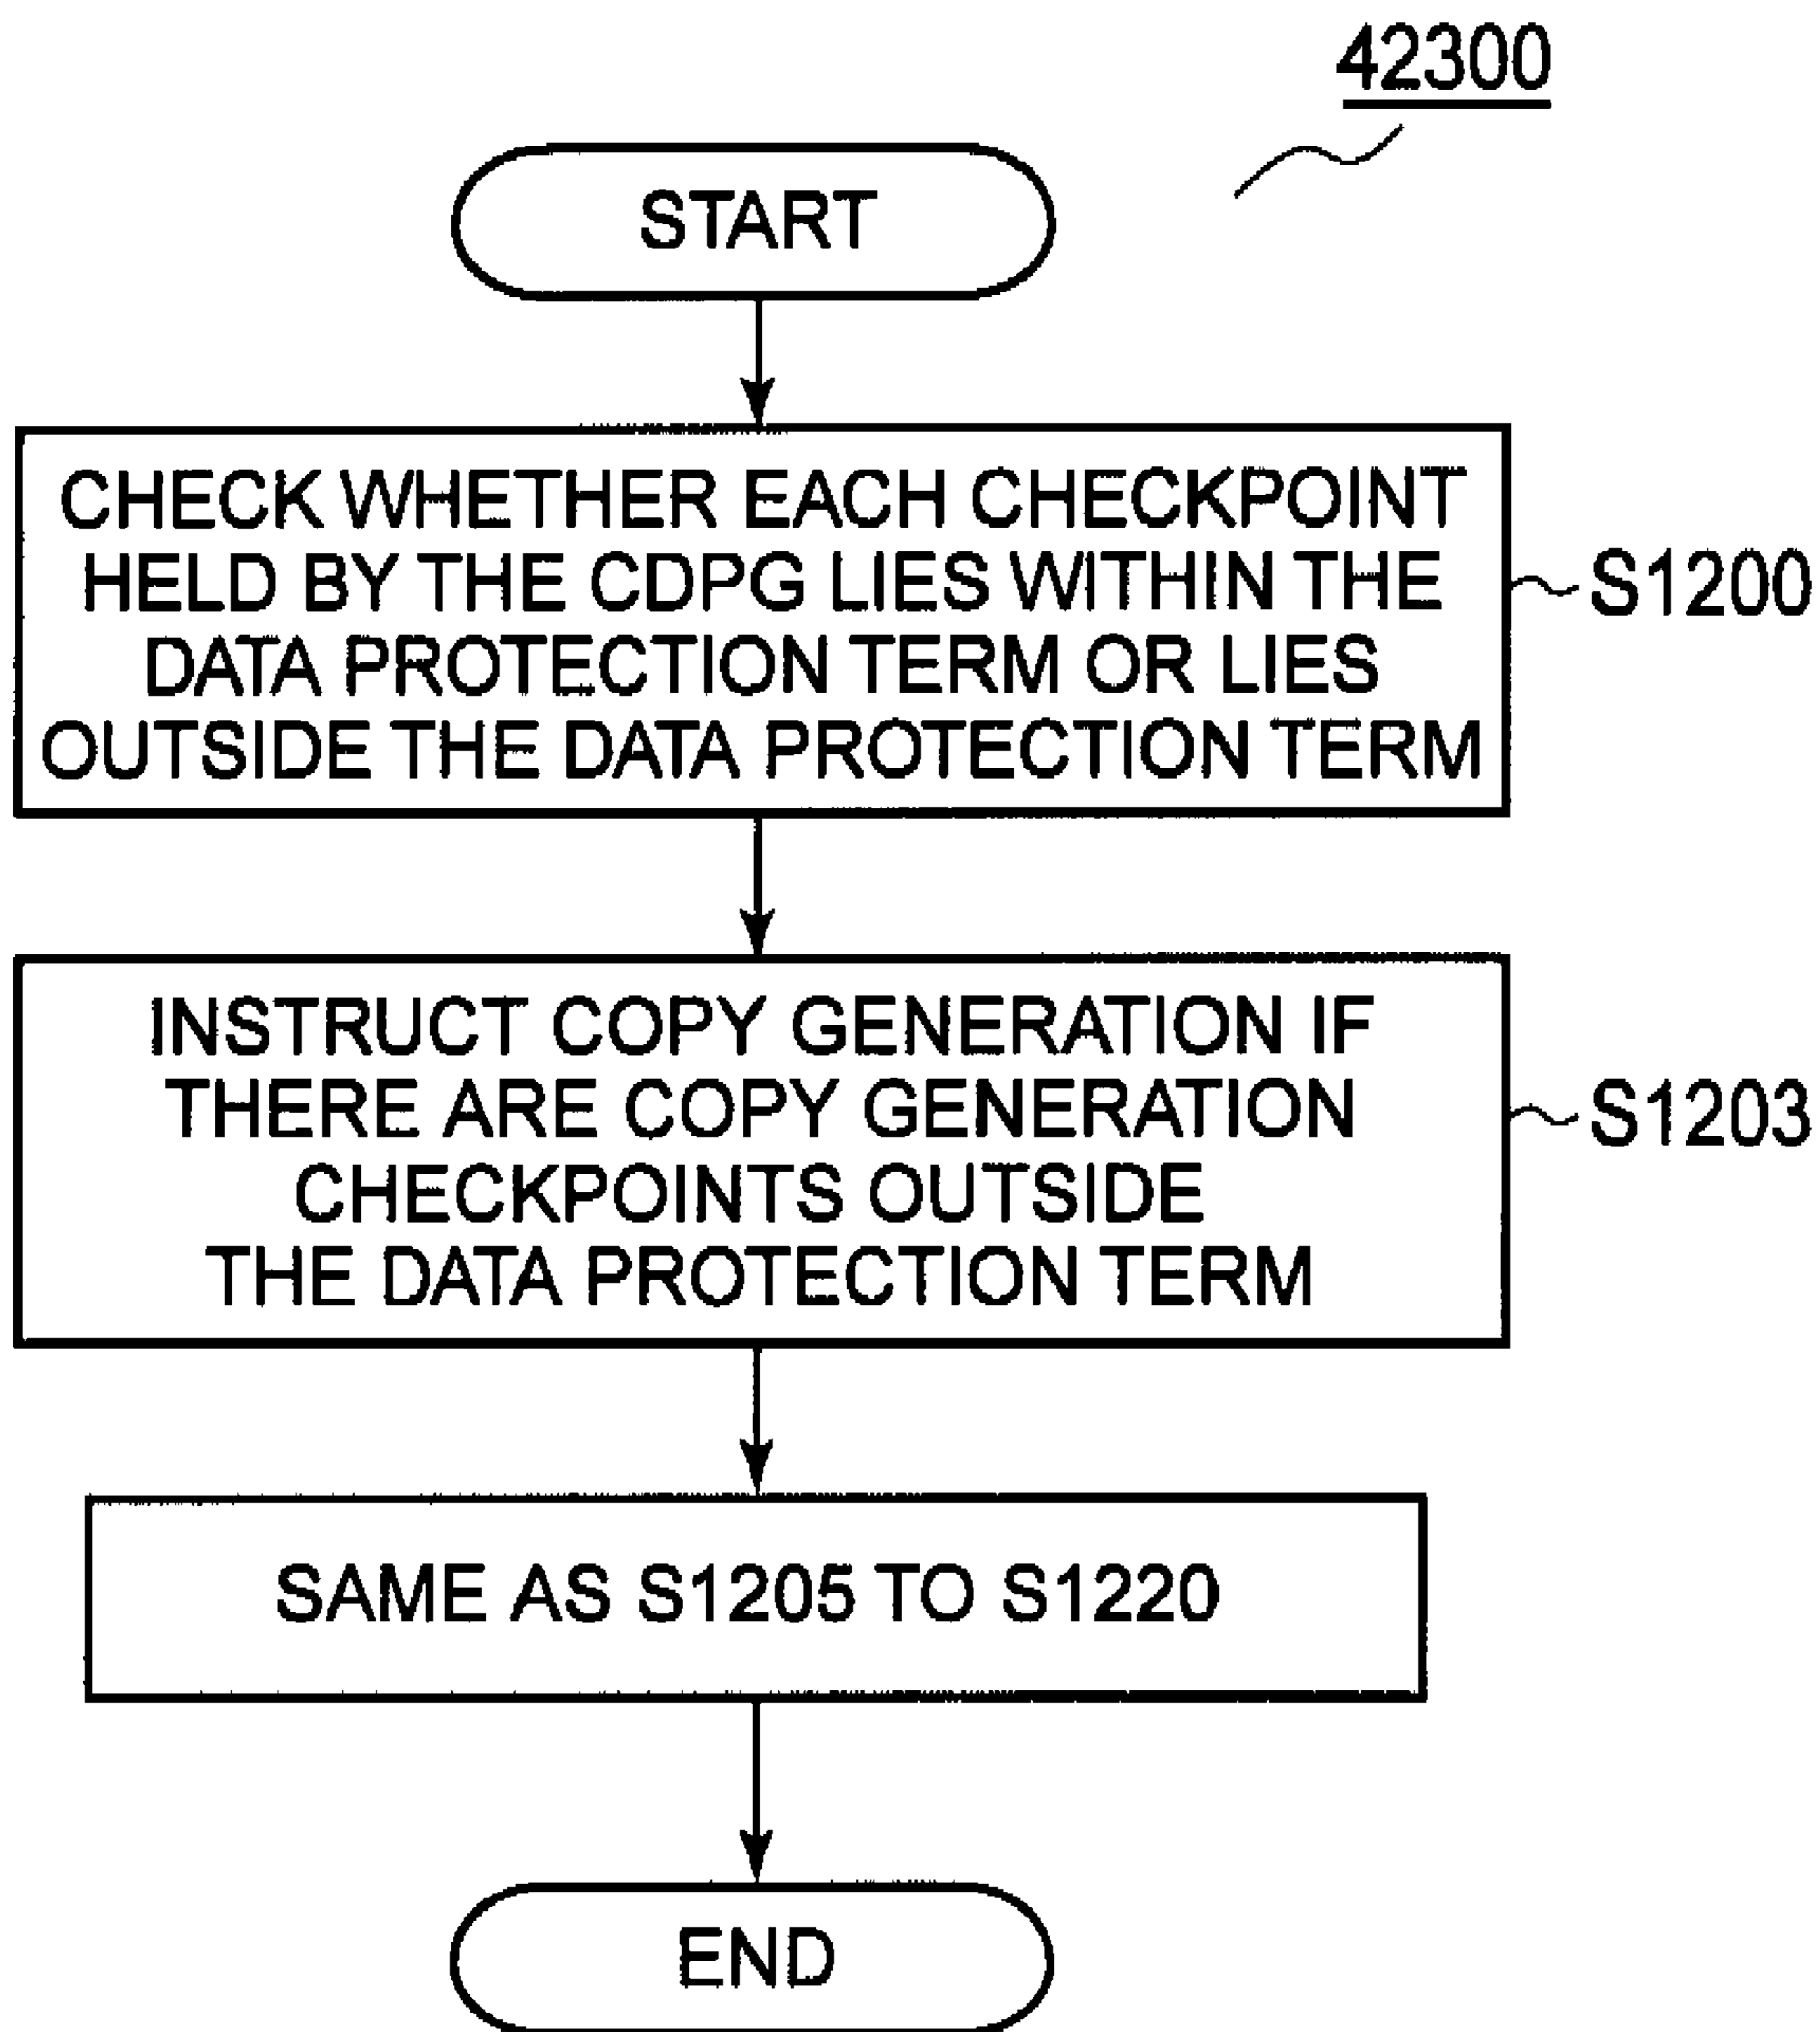 42300
START
CHECK WHETHER EACH CHECKPOINT
HELD BY THE CDPG LIES WITHIN THE
DATA PROTECTION TERM OR LIES
OUTSIDE THE DATA PROTECTION TERM
S1200
INSTRUCT COPY GENERATION IF
THERE ARE COPY GENERATION
CHECKPOINTS OUTSIDE
THE DATA PROTECTION TERM
S1203
SAME AS S1205 TO S1220
END